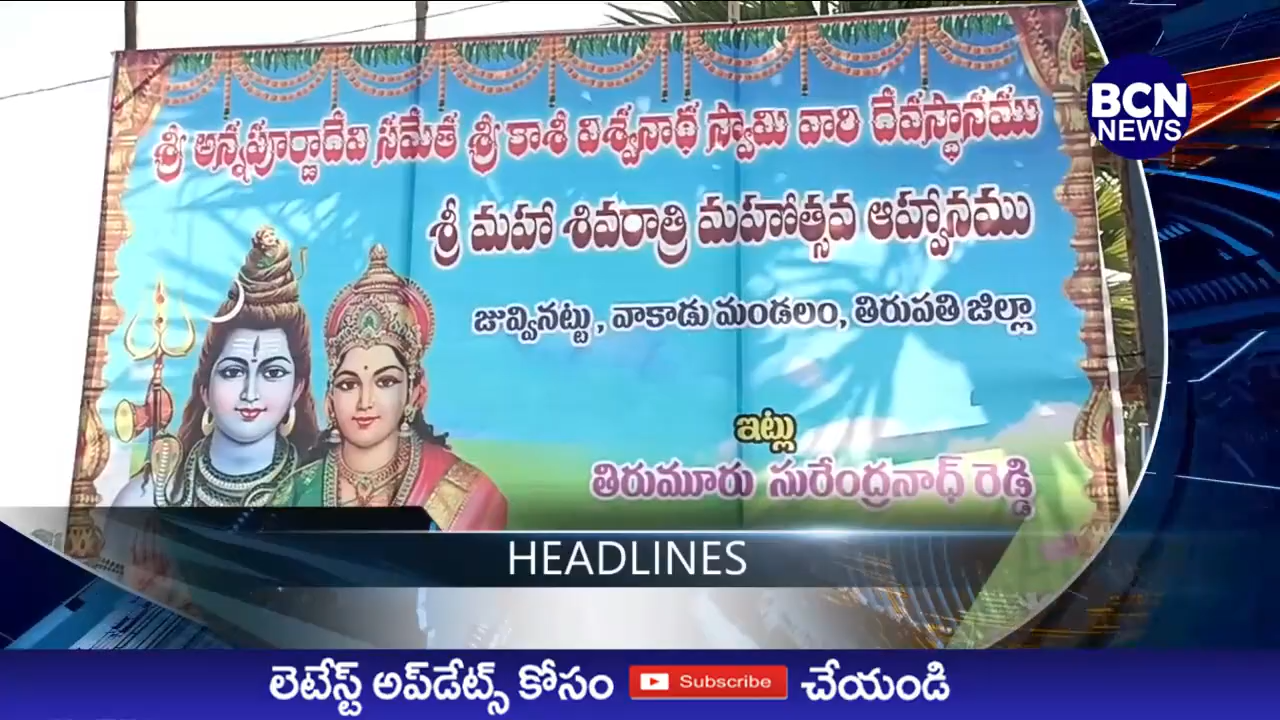 శ్రీ అన్నపూర్ణాదేవి సమేత శ్రీ కాశీ విశ్వనాథ స్వామి వారి దేవస్థానము
BCN
NEWS
శ్రీ మహా శివరాత్రి మహోత్సవ ఆహ్వానము
జువ్వినట్టు, వాకాడు మండలం, తిరుపతి జిల్లా
ఇట్లు
తిరుమూరు సురేంద్రనాధ్ రెడ్డి
HEADLINES
లెటేస్ట్ అప్‌డేట్స్ కోసం Subscribe చేయండి